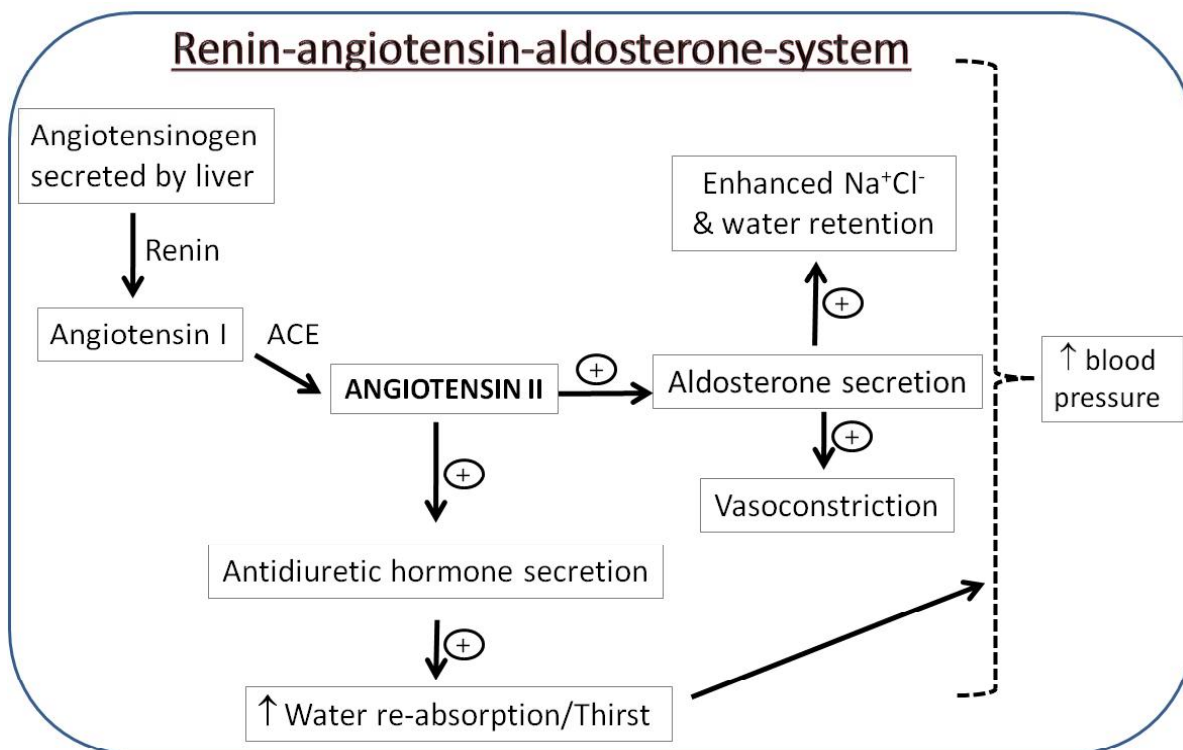 Renin-angiotensin-aldosterone-system
Angiotensinogen
secreted by liver
Renin
Angiotensin I
ACE
ANGIOTENSIN II
+
Aldosterone secretion
+
Enhanced Na⁺Cl⁻
& water retention
+
Vasoconstriction
+
Antidiuretic hormone secretion
+
↑ Water re-absorption/Thirst
↑ blood
pressure